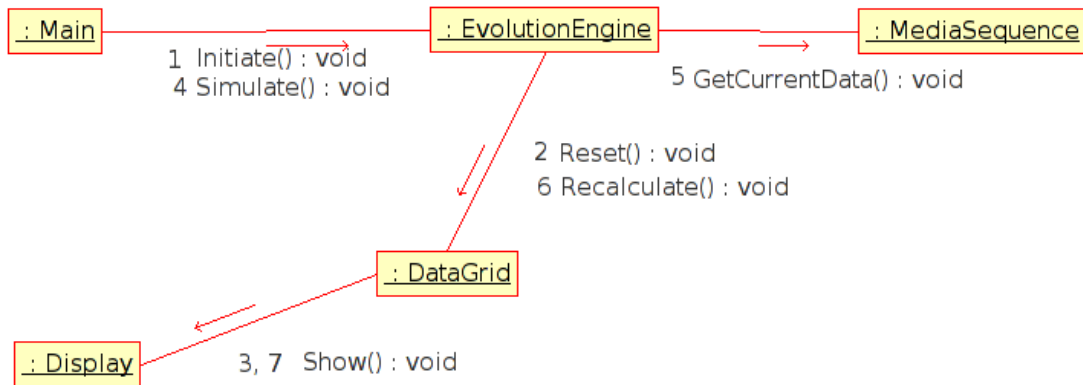 : Main
: EvolutionEngine
: MediaSequence
1 Initiate() : void
4 Simulate() : void
5 GetCurrentData() : void
2 Reset() : void
6 Recalculate() : void
: DataGrid
: Display
3, 7 Show() : void